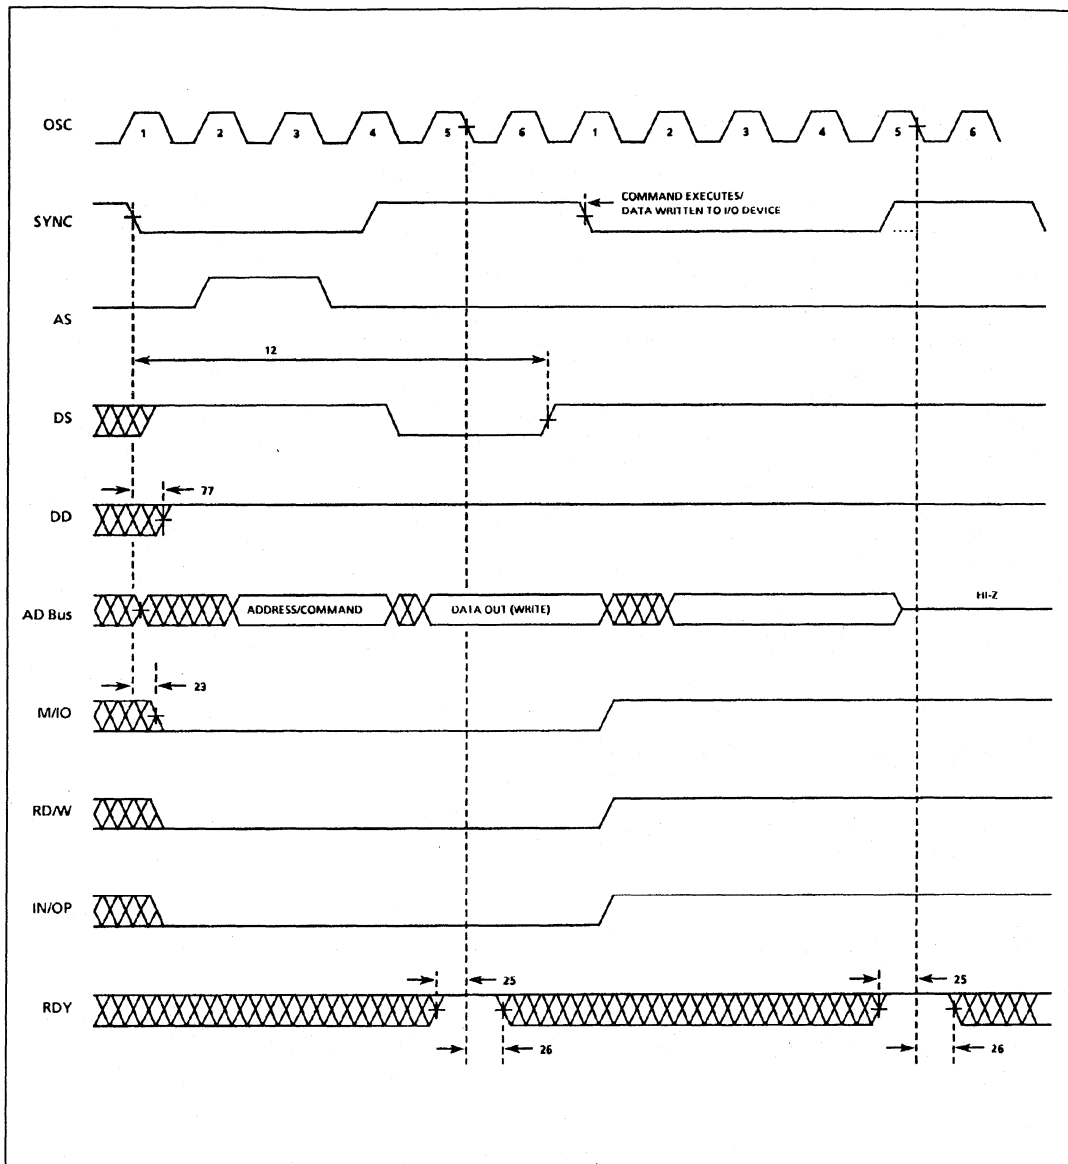 OSC 1 2 3 4 5 6 1 2 3 4 5 6
SYNC
COMMAND EXECUTES/
DATA WRITTEN TO I/O DEVICE
AS
12
DS
77
DD
AD Bus ADDRESS/COMMAND DATA OUT (WRITE) HI-Z
23
M/IO
RD/W
IN/OP
25 25
RDY
26 26